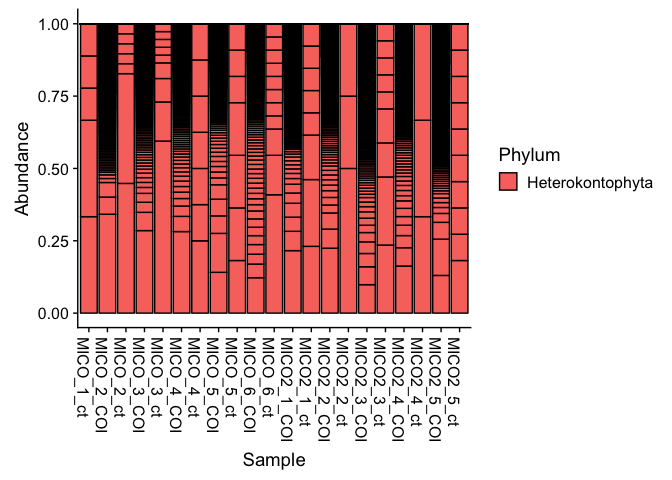 1.00
0.75
0.50
0.25
0.00
Abundance
MICO_1_ct
MICO_2_COI
MICO_2_ct
MICO_3_COI
MICO_3_ct
MICO_4_COI
MICO_4_ct
MICO_5_COI
MICO_5_ct
MICO_6_COI
MICO_6_ct
MICO2_1_COI
MICO2_1_ct
MICO2_2_COI
MICO2_2_ct
MICO2_3_COI
MICO2_4_COI
MICO2_4_ct
MICO2_5_COI
MICO2_5_ct
Sample
Phylum
Heterokontophyta